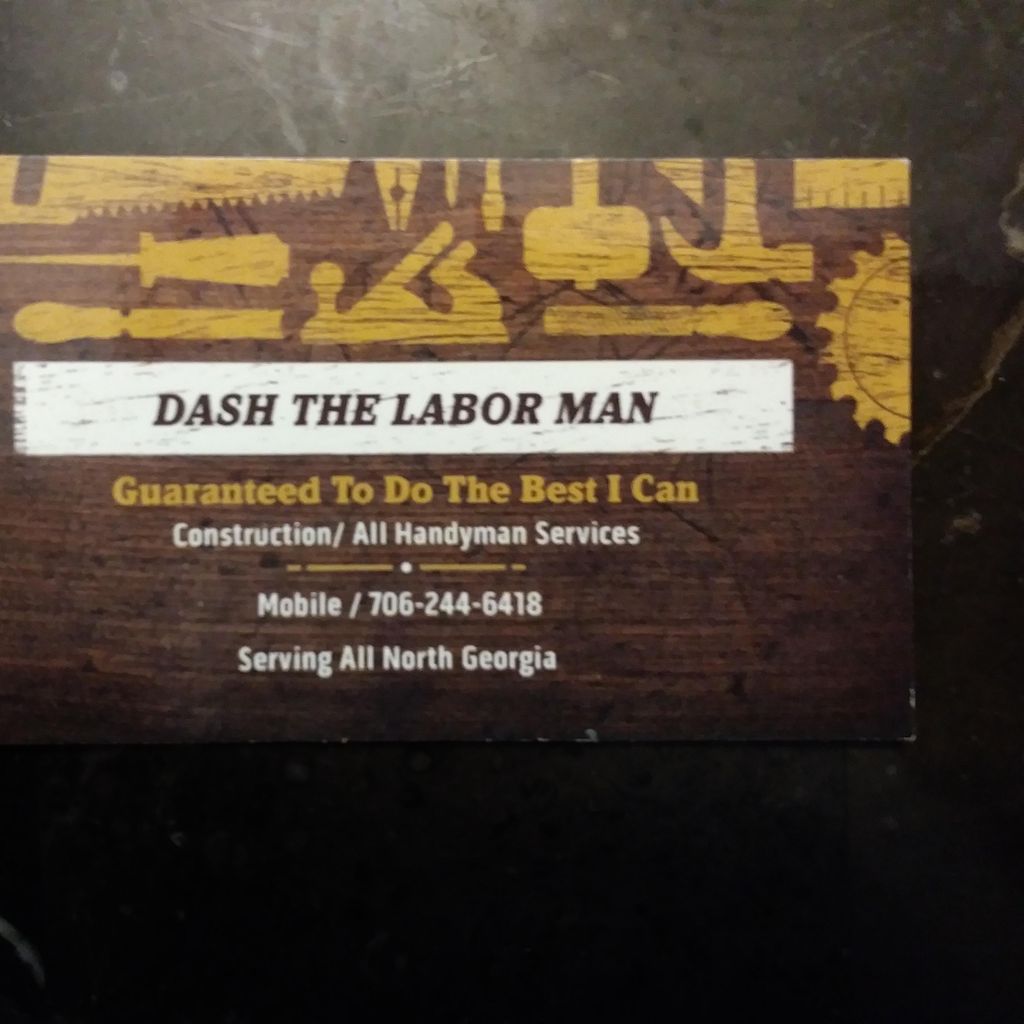 DASH THE LABOR MAN
Guaranteed To Do The Best I Can
Construction/ All Handyman Services
Mobile / 706-244-6418
Serving All North Georgia